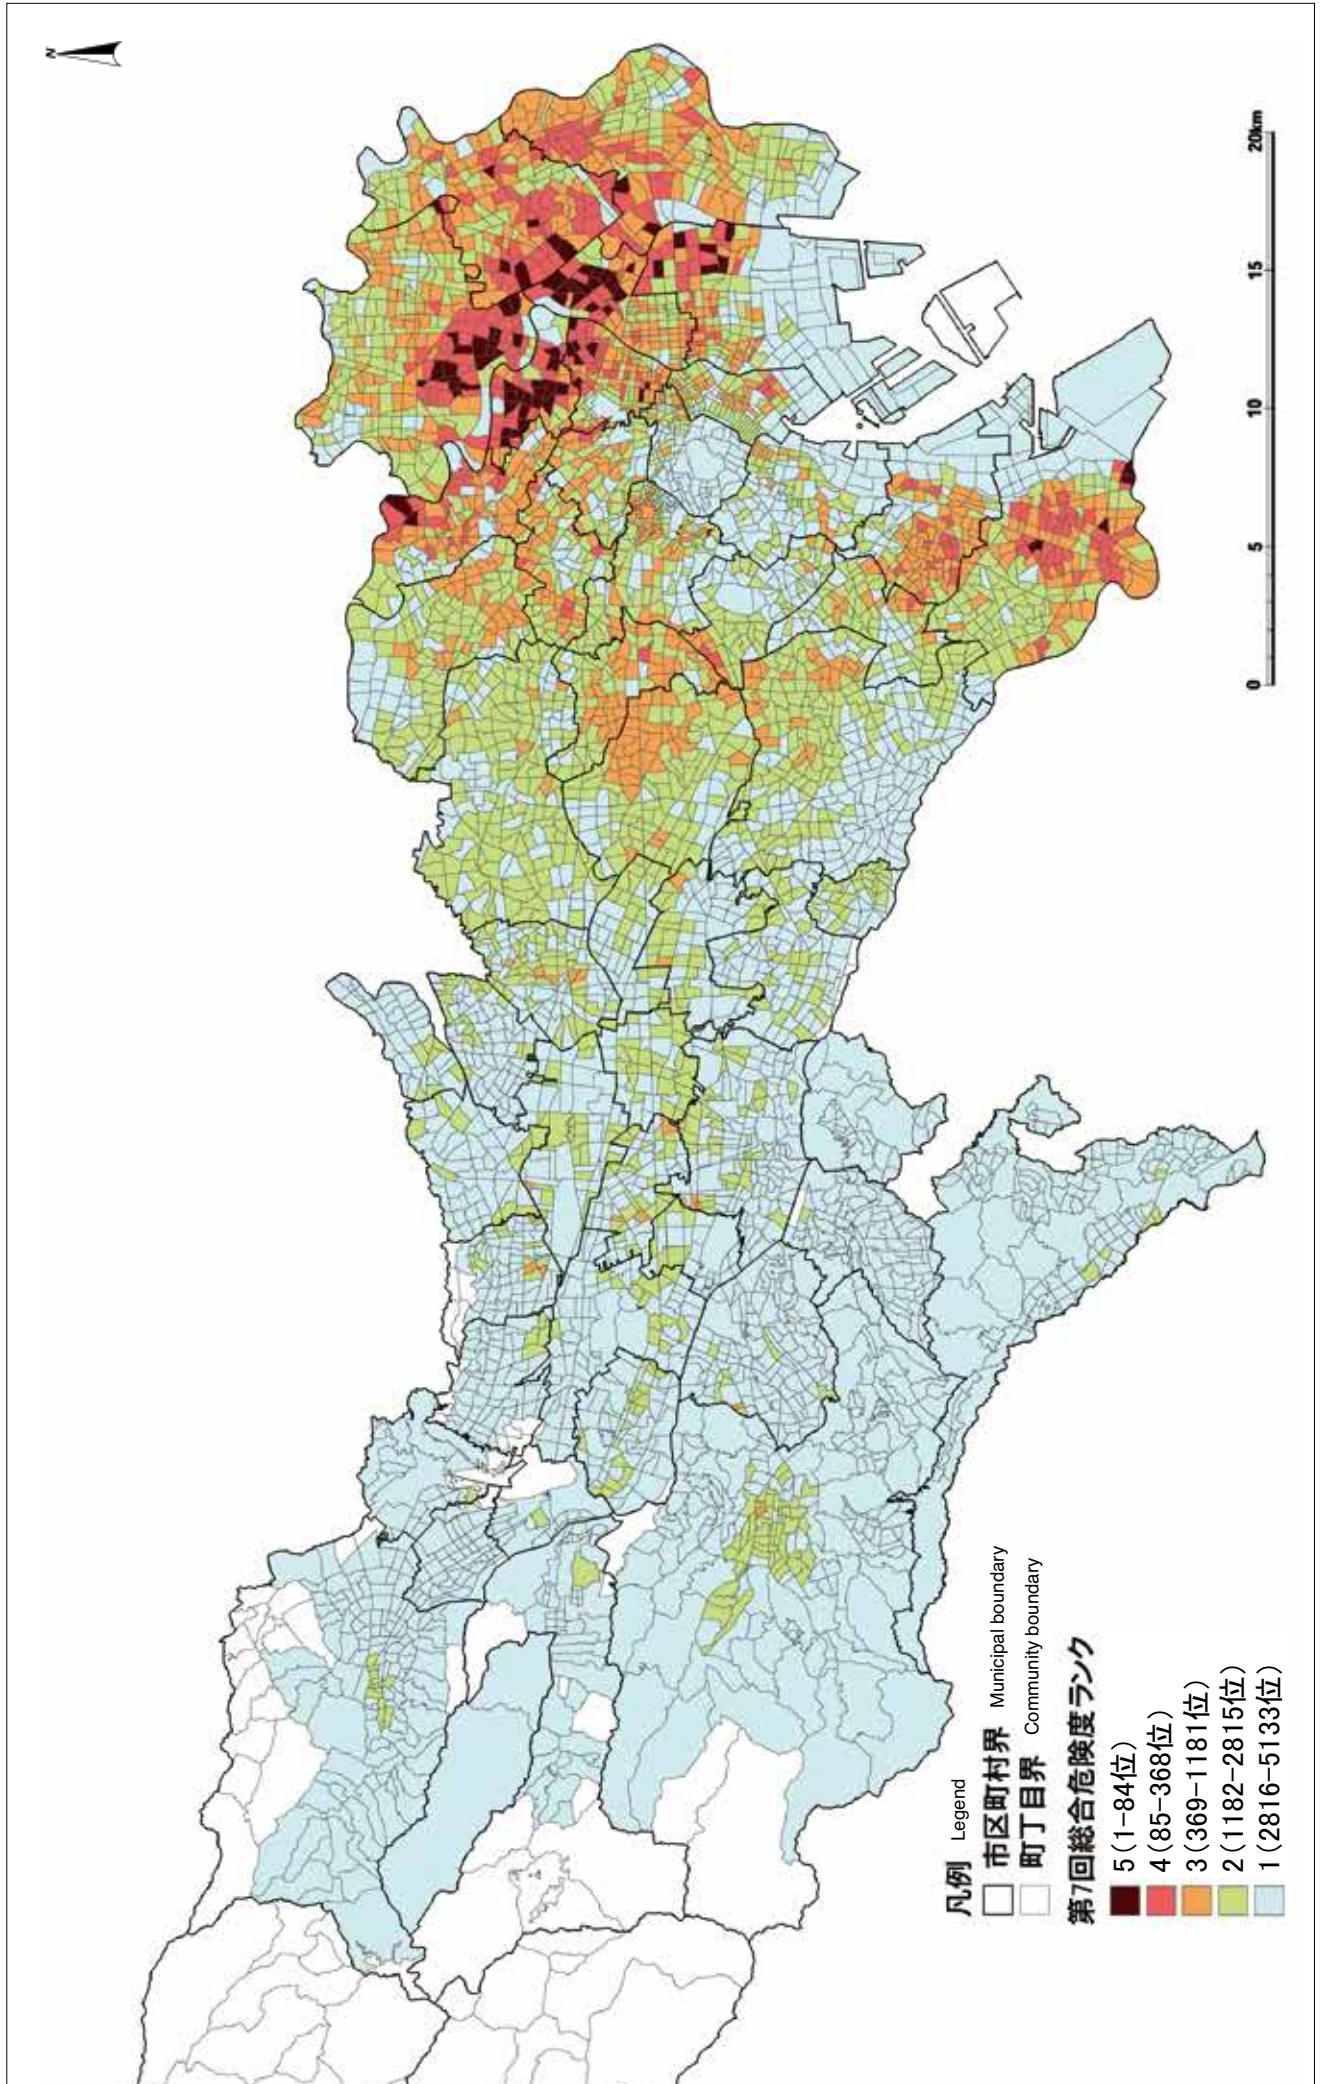 N
20km
15
10
5
0
凡例 Legend
市区町村界 Municipal boundary
町丁目界 Community boundary
第7回総合危険度ランク
5(1-84位)
4(85-368位)
3(369-1181位)
2(1182-2815位)
1(2816-5133位)